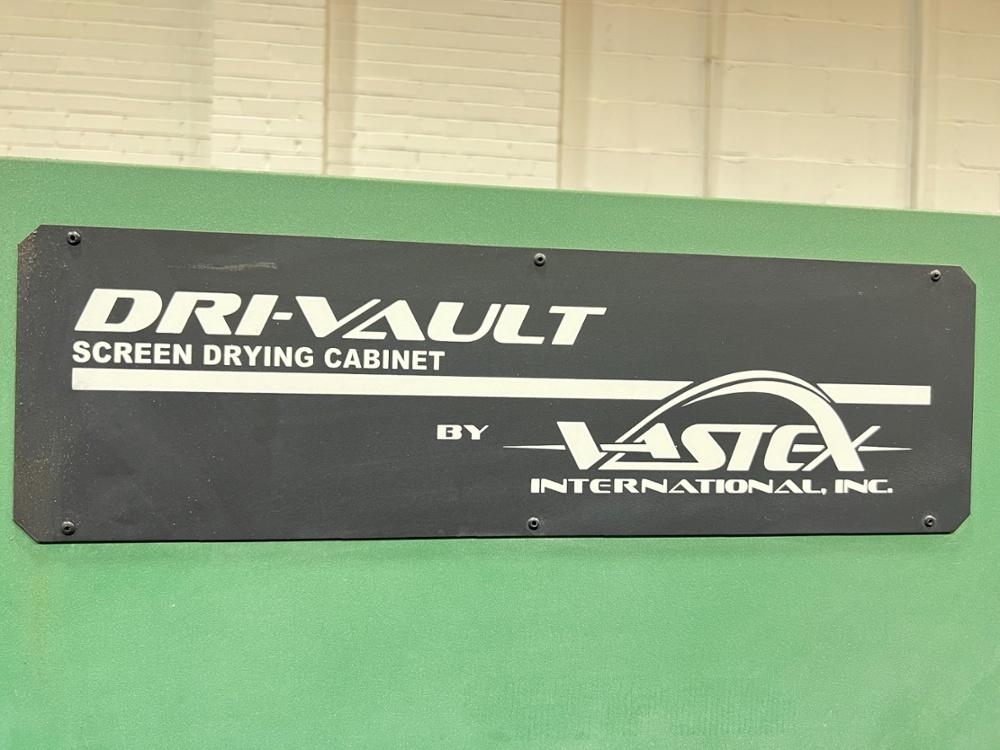 DRI-VAULT
SCREEN DRYING CABINET
BY VASTEX
INTERNATIONAL, INC.